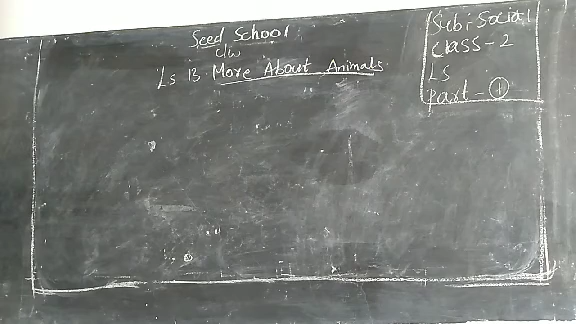 Seed School
C/W
Ls 13 More About Animals
Sub:- Social
Class - 2
LS
Part - 1